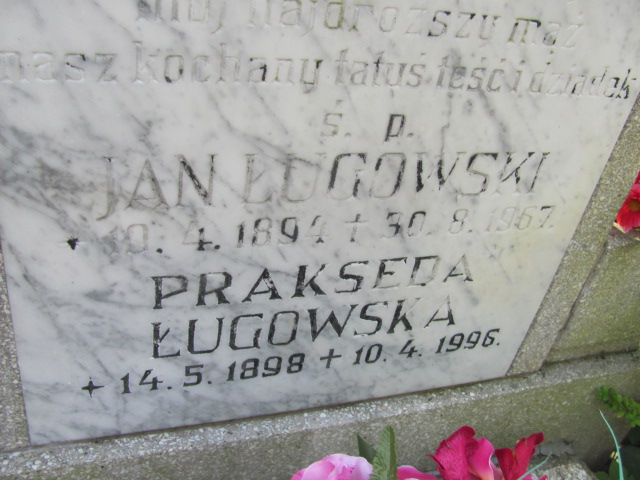 Mój najdroższy mąż
nasz kochany tatuś teść i dziadek
ś. p.
JAN ŁUGOWSKI
* 10. 4. 1894 † 30. 8. 1967.
PRAKSEDA
ŁUGOWSKA
* 14. 5. 1898 † 10. 4. 1996.